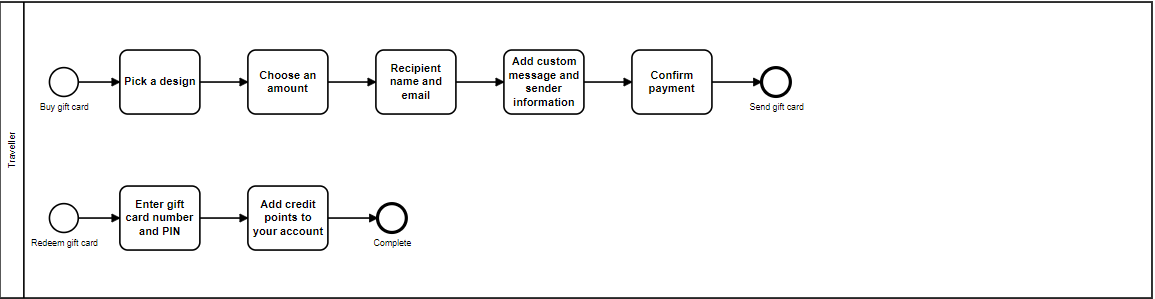 Traveller
Pick a design
Choose an
amount
Recipient
name and
email
Add custom
message and
sender
information
Confirm
payment
Buy gift card
Send gift card
Enter gift
card number
and PIN
Add credit
points to
your account
Redeem gift card
Complete